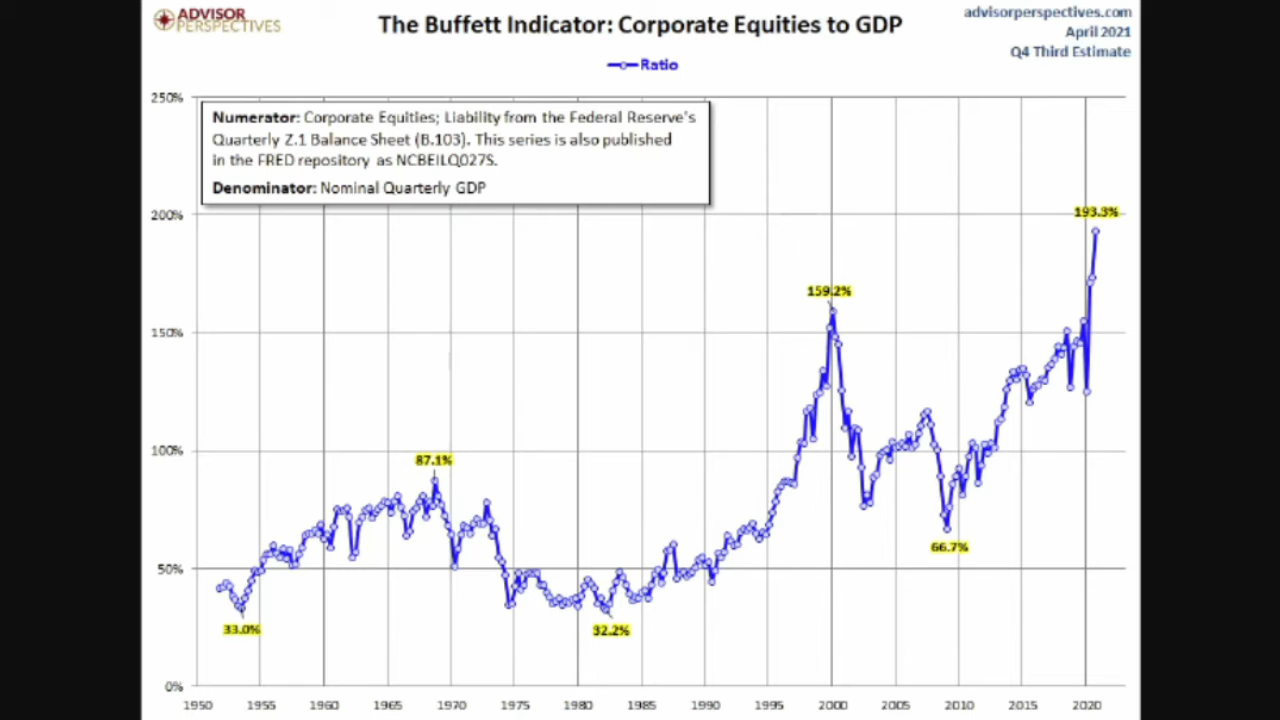 ADVISOR
PERSPECTIVES
The Buffett Indicator: Corporate Equities to GDP
advisorperspectives.com
April 2021
Q4 Third Estimate
Ratio
250%
Numerator: Corporate Equities; Liability from the Federal Reserve's
Quarterly Z.1 Balance Sheet (B.103). This series is also published
in the FRED repository as NCBEILQ027S.
Denominator: Nominal Quarterly GDP
200%
193.3%
159.2%
150%
100%
87.1%
66.7%
50%
33.0%
32.2%
0%
1950 1955 1960 1965 1970 1975 1980 1985 1990 1995 2000 2005 2010 2015 2020